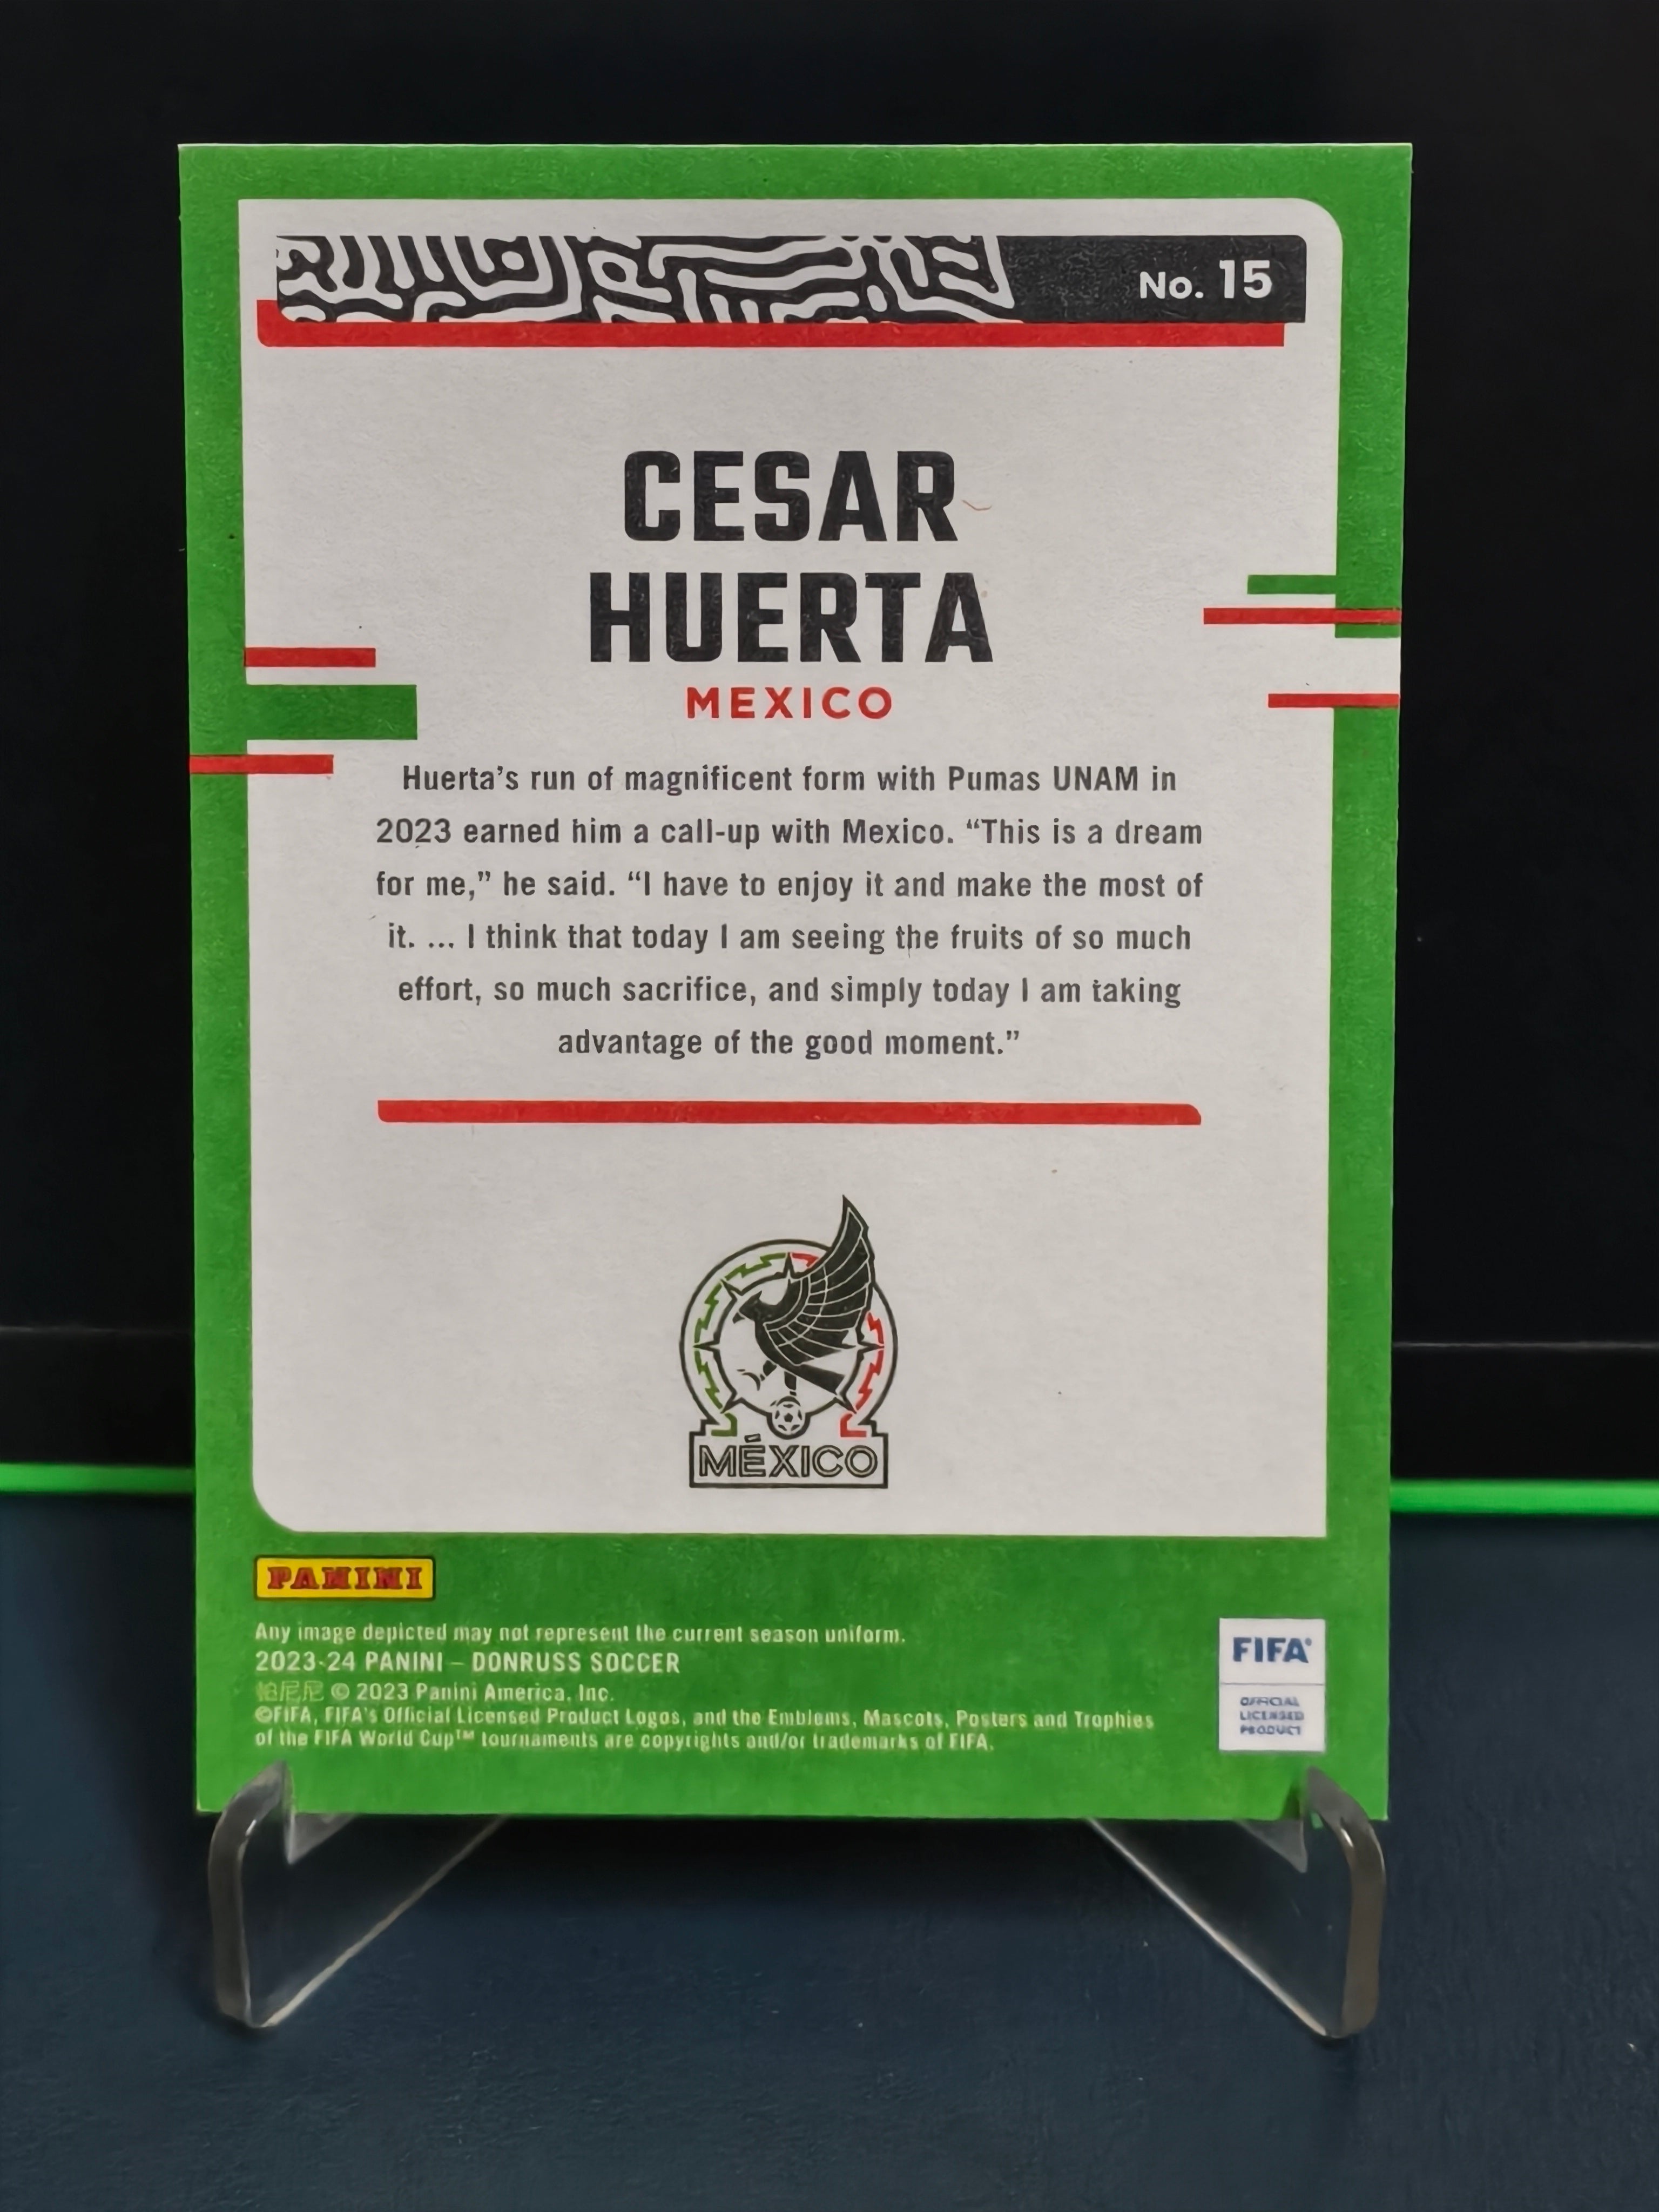 No. 15
CESAR
HUERTA
MEXICO
Huerta's run of magnificent form with Pumas UNAM in
2023 earned him a call-up with Mexico. “This is a dream
for me,” he said. “I have to enjoy it and make the most of
it. ... I think that today I am seeing the fruits of so much
effort, so much sacrifice, and simply today I am taking
advantage of the good moment.”
MÉXICO
PANINI
Any image depicted may not represent the current season uniform.
2023-24 PANINI – DONRUSS SOCCER
帕尼尼 © 2023 Panini America, Inc.
©FIFA, FIFA's Official Licensed Product Logos, and the Emblems, Mascots, Posters and Trophies
of the FIFA World Cup™ tournaments are copyrights and/or trademarks of FIFA.
FIFA®
OFFICIAL
LICENSED
PRODUCT